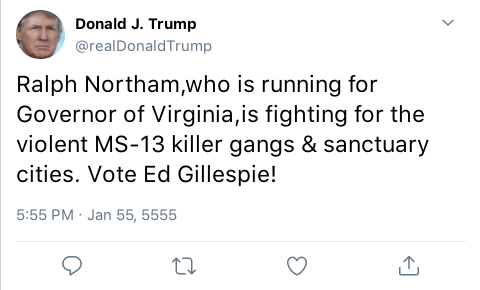 Donald J. Trump
@realDonaldTrump
Ralph Northam,who is running for
Governor of Virginia,is fighting for the
violent MS-13 killer gangs & sanctuary
cities. Vote Ed Gillespie!
5:55 PM · Jan 55, 5555